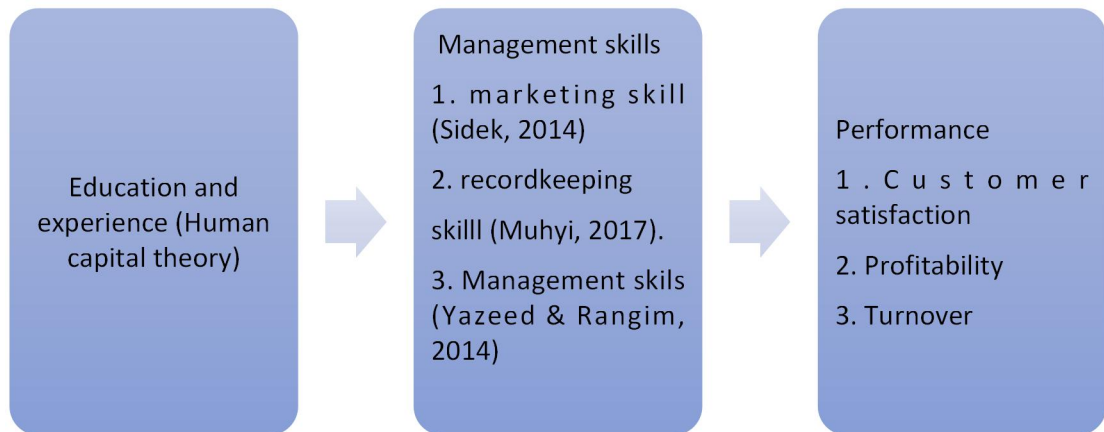 Education and
experience (Human
capital theory)
Management skills
1. marketing skill
(Sidek, 2014)
2. recordkeeping
skilll (Muhyi, 2017).
3. Management skils
(Yazeed & Rangim,
2014)
Performance
1. Customer
satisfaction
2. Profitability
3. Turnover